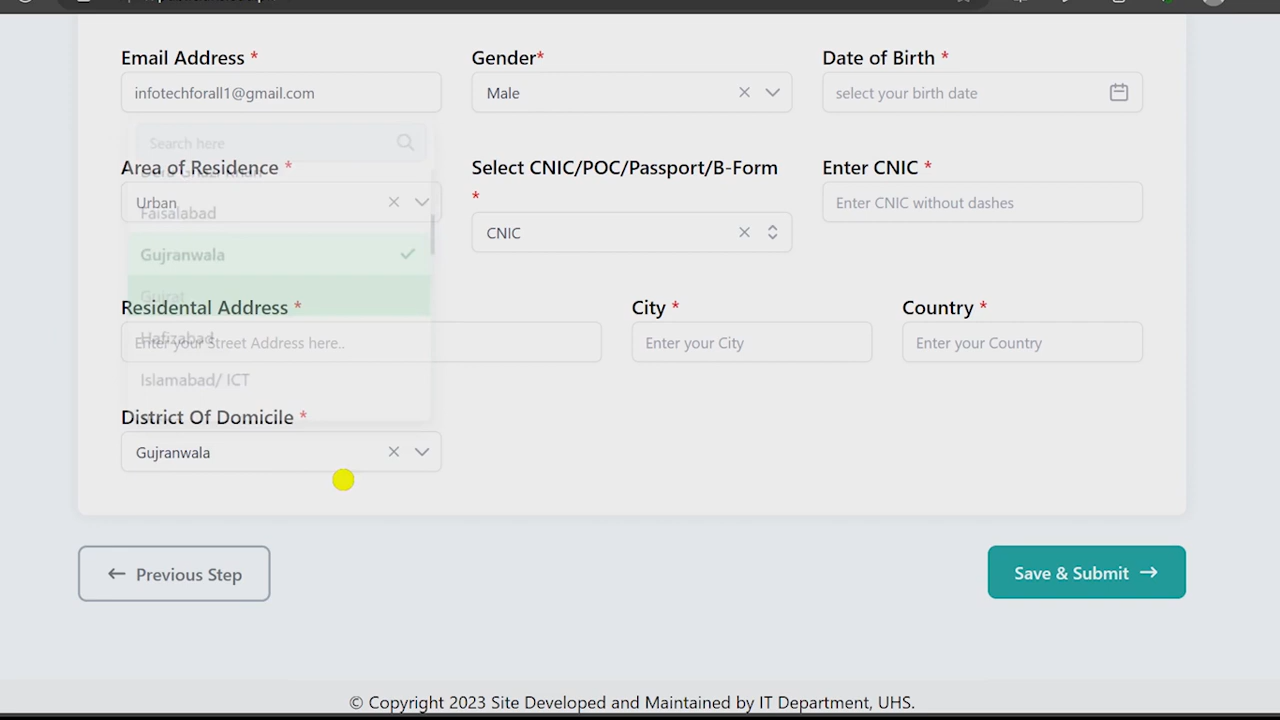 Email Address * Gender* Date of Birth *
infotechforall1@gmail.com Male select your birth date
Search here
Area of Residence * Select CNIC/POC/Passport/B-Form * Enter CNIC *
Urban Enter CNIC without dashes
Faisalabad
CNIC
Gujranwala
Gujrat
Residental Address * City * Country *
Hafizabad
Enter your Street Address here.. Enter your City Enter your Country
Islamabad/ ICT
District Of Domicile *
Gujranwala
Previous Step Save & Submit
© Copyright 2023 Site Developed and Maintained by IT Department, UHS.